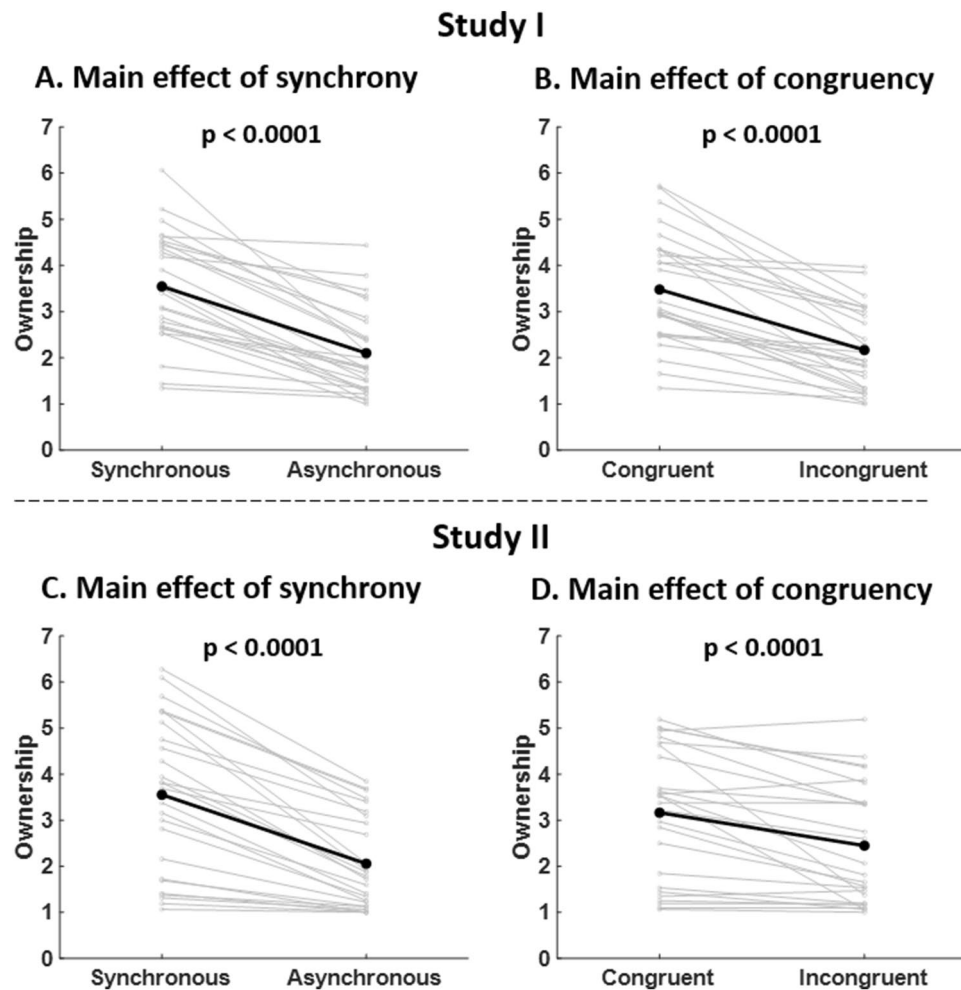 Study I
A. Main effect of synchrony
B. Main effect of congruency
p < 0.0001
p < 0.0001
7
6
5
4
3
2
1
0
Ownership
Synchronous
Asynchronous
7
6
5
4
3
2
1
0
Ownership
Congruent
Incongruent
Study II
C. Main effect of synchrony
D. Main effect of congruency
p < 0.0001
p < 0.0001
7
6
5
4
3
2
1
0
Ownership
Synchronous
Asynchronous
7
6
5
4
3
2
1
0
Ownership
Congruent
Incongruent